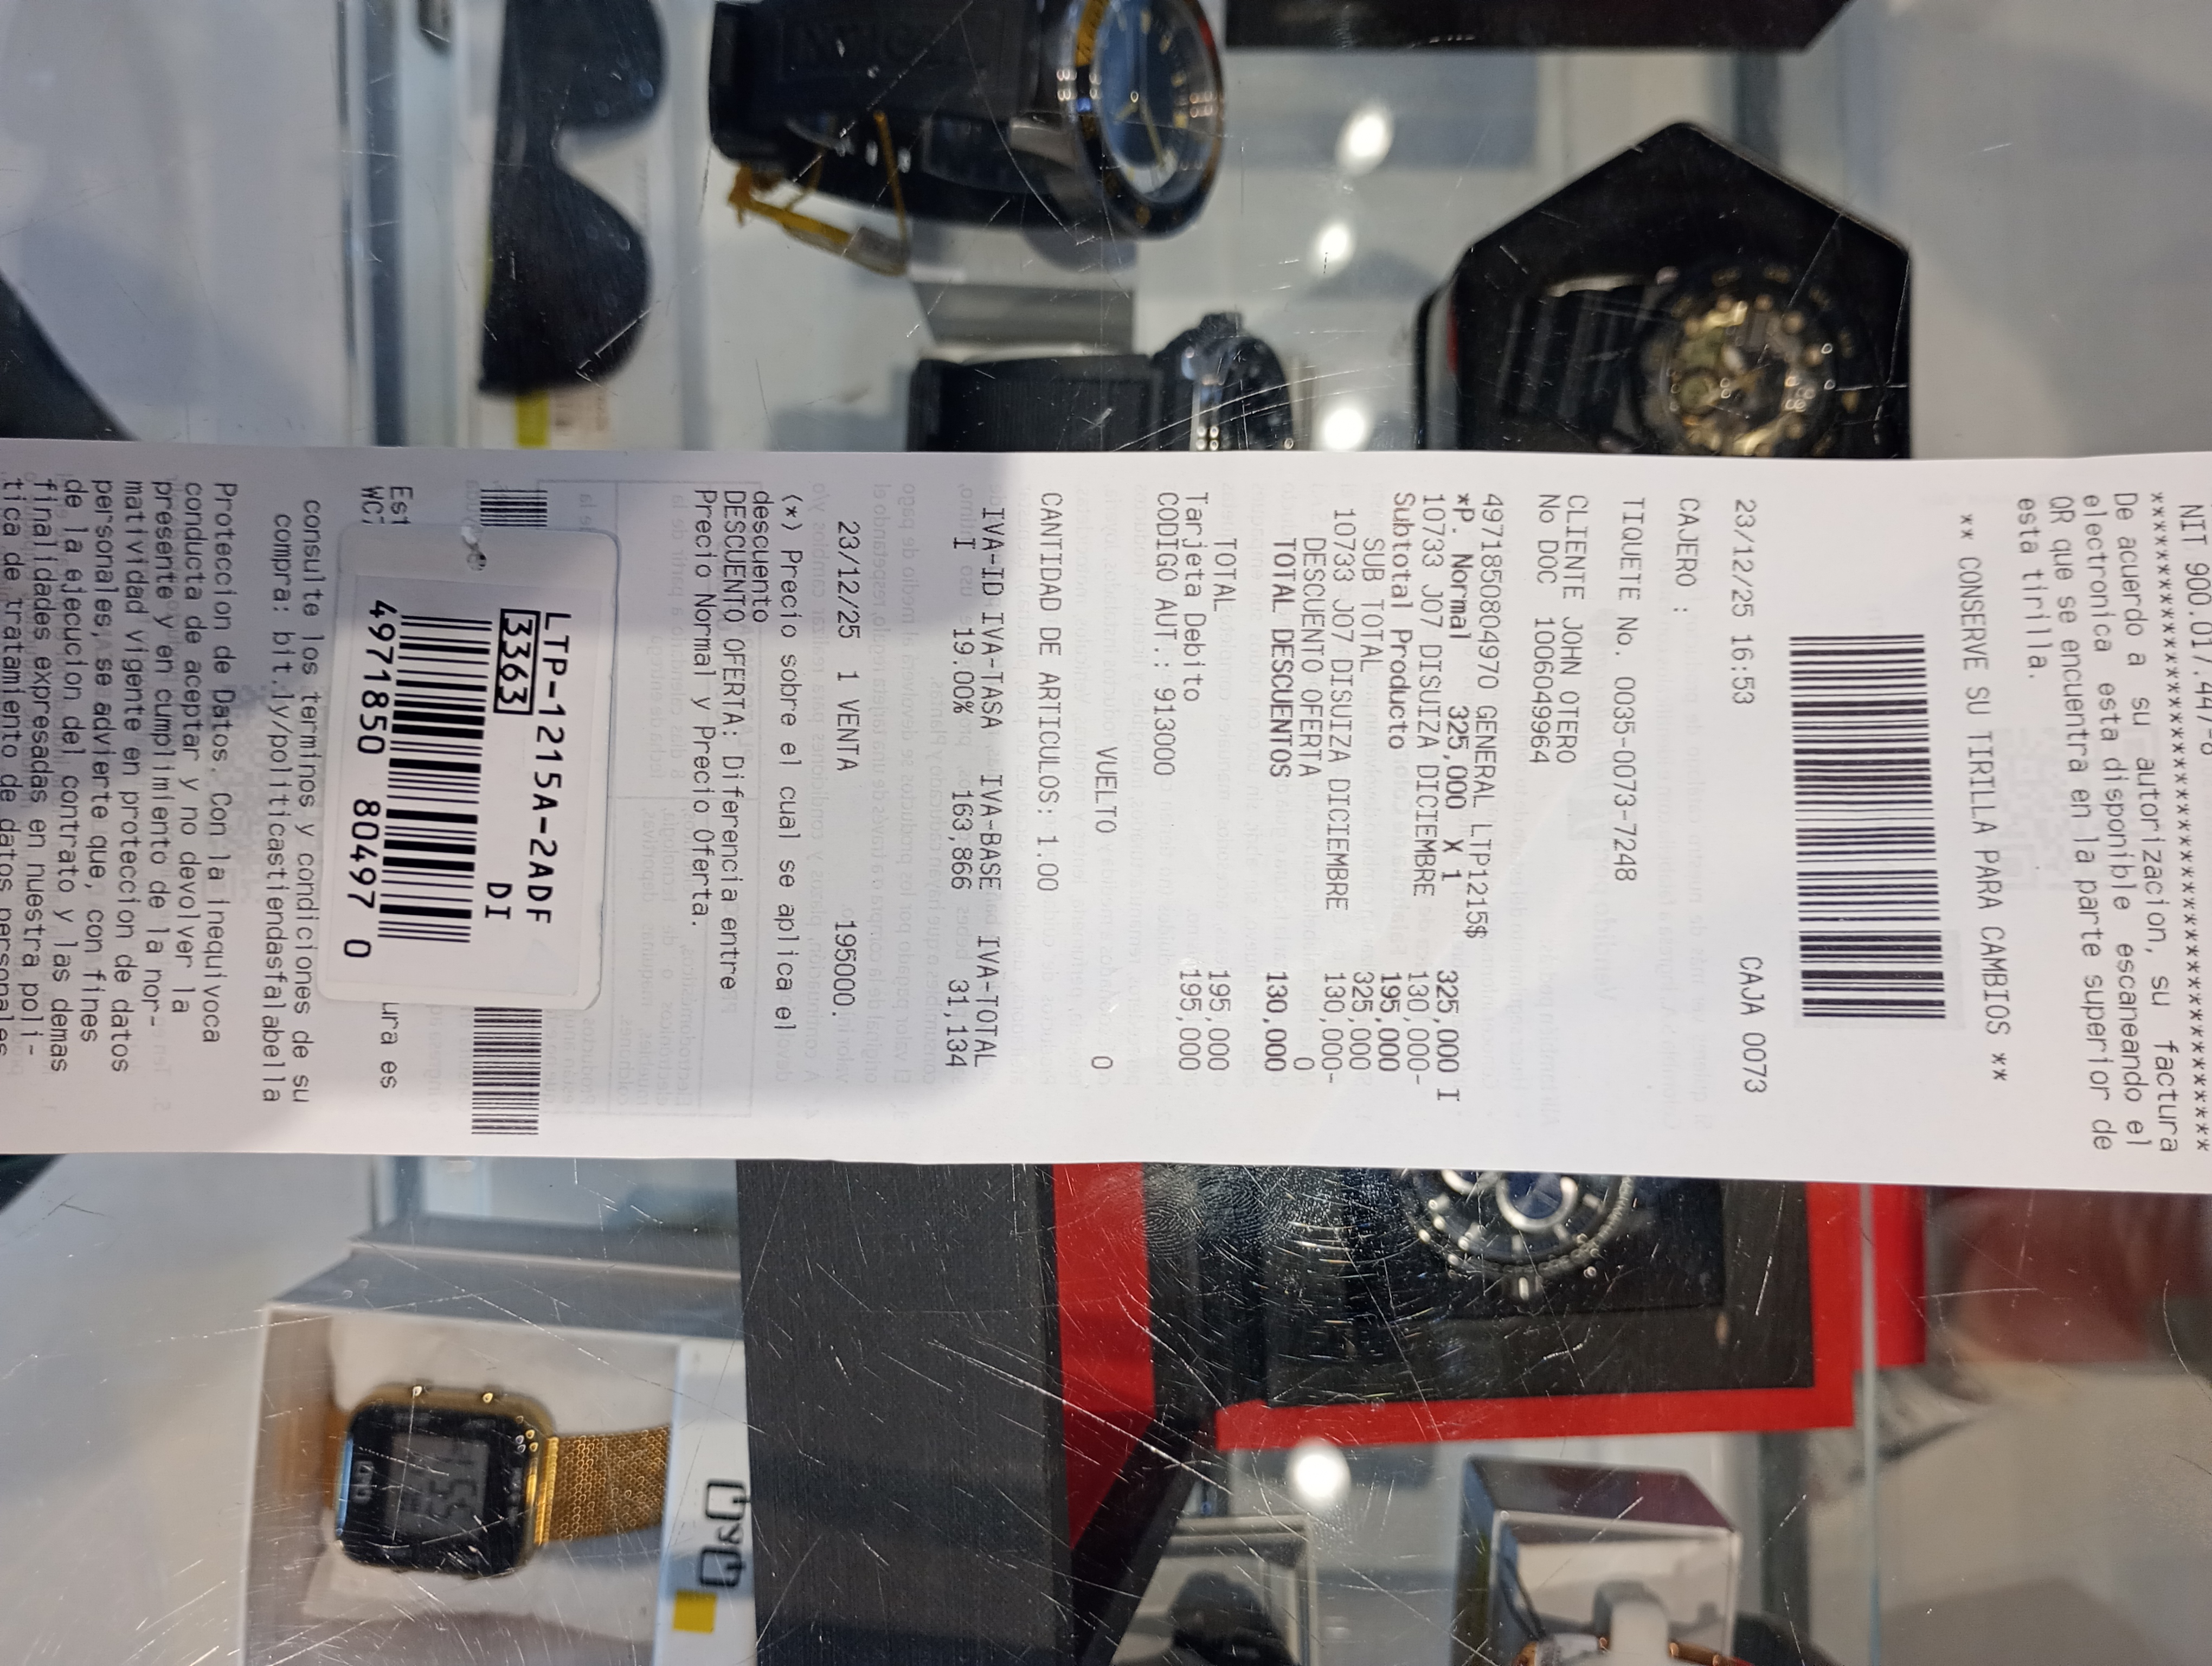 NIT 900.017.447-8
************************************
De acuerdo a su autorizacion, su factura
electronica esta disponible escaneando el
QR que se encuentra en la parte superior de
esta tirilla.
** CONSERVE SU TIRILLA PARA CAMBIOS **
23/12/25 16:53 CAJA 0073
CAJERO :
TIQUETE No. 0035-0073-7248
CLIENTE JOHN OTERO
No DOC 1006049964
4971850804970 GENERAL LTP1215$
*P. Normal 325,000 X 1 325,000 I
10733 J07 DISUIZA DICIEMBRE 130,000-
Subtotal Producto 195,000
SUB TOTAL 325,000
10733 J07 DISUIZA DICIEMBRE 130,000-
DESCUENTO OFERTA 0
TOTAL DESCUENTOS 130,000
TOTAL 195,000
Tarjeta Debito 195,000
CODIGO AUT.: 913000
VUELTO 0
CANTIDAD DE ARTICULOS: 1.00
IVA-ID IVA-TASA IVA-BASE IVA-TOTAL
I 19.00% 163,866 31,134
23/12/25 1 VENTA 195000.
(*) Precio sobre el cual se aplica el
descuento
DESCUENTO OFERTA: Diferencia entre
Precio Normal y Precio Oferta.
LTP-1215A-2ADF
3363 DI
4971850 80497 0
Est ura es
consulte los terminos y condiciones de su
compra: bit.ly/politicastiendasfalabella
Proteccion de Datos. Con la inequivoca
conducta de aceptar y no devolver la
presente y en cumplimiento de la nor-
matividad vigente en proteccion de datos
personales, se advierte que, con fines
de la ejecucion del contrato y las demas
finalidades expresadas en nuestra poli-
tica de tratamiento de datos personales